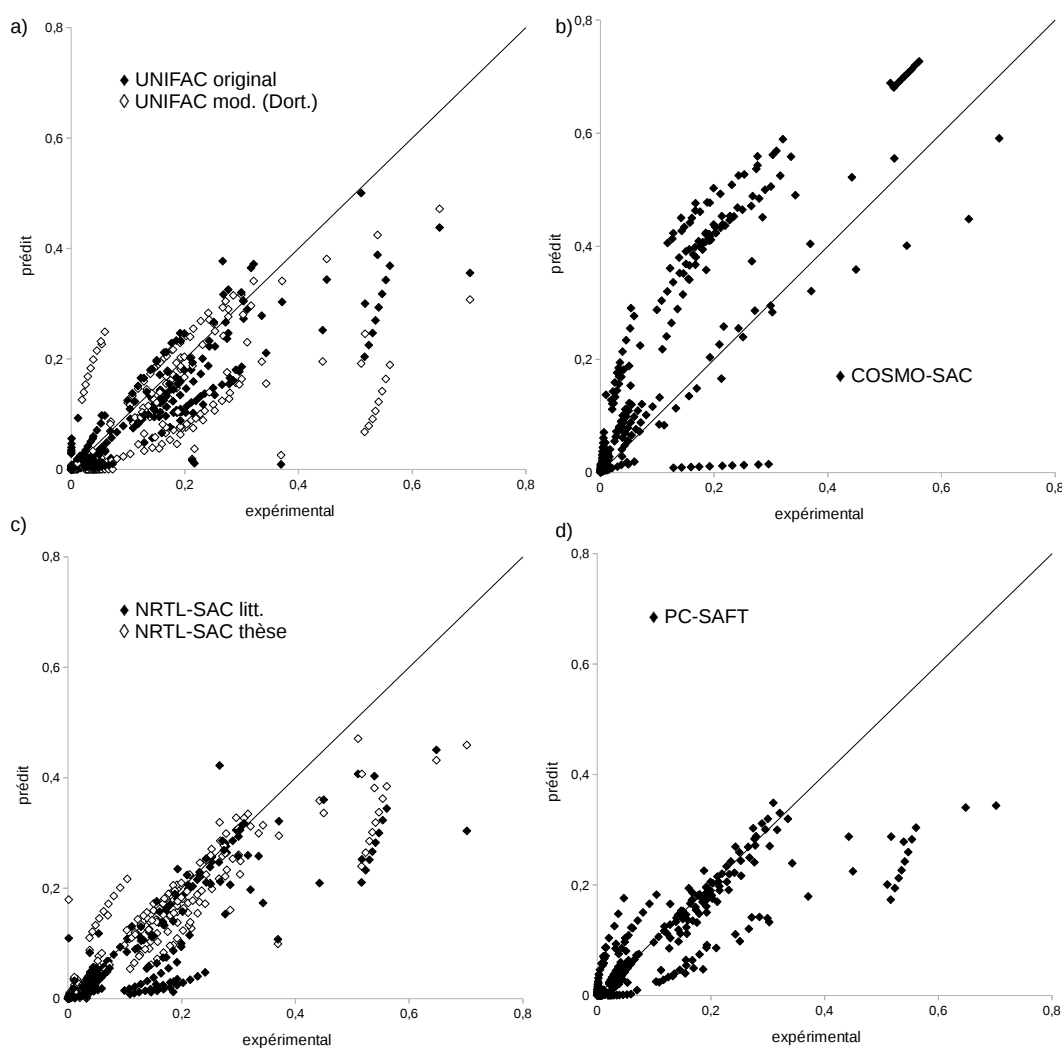 a)
0,8
UNIFAC original
UNIFAC mod. (Dort.)
0,6
prédit
0,4
0,2
0
0
0,2
0,4
0,6
0,8
expérimental
b)
0,8
0,6
prédit
0,4
0,2
COSMO-SAC
0
0
0,2
0,4
0,6
0,8
expérimental
c)
0,8
NRTL-SAC litt.
NRTL-SAC thèse
0,6
prédit
0,4
0,2
0
0
0,2
0,4
0,6
0,8
expérimental
d)
0,8
PC-SAFT
0,6
prédit
0,4
0,2
0
0
0,2
0,4
0,6
0,8
expérimental